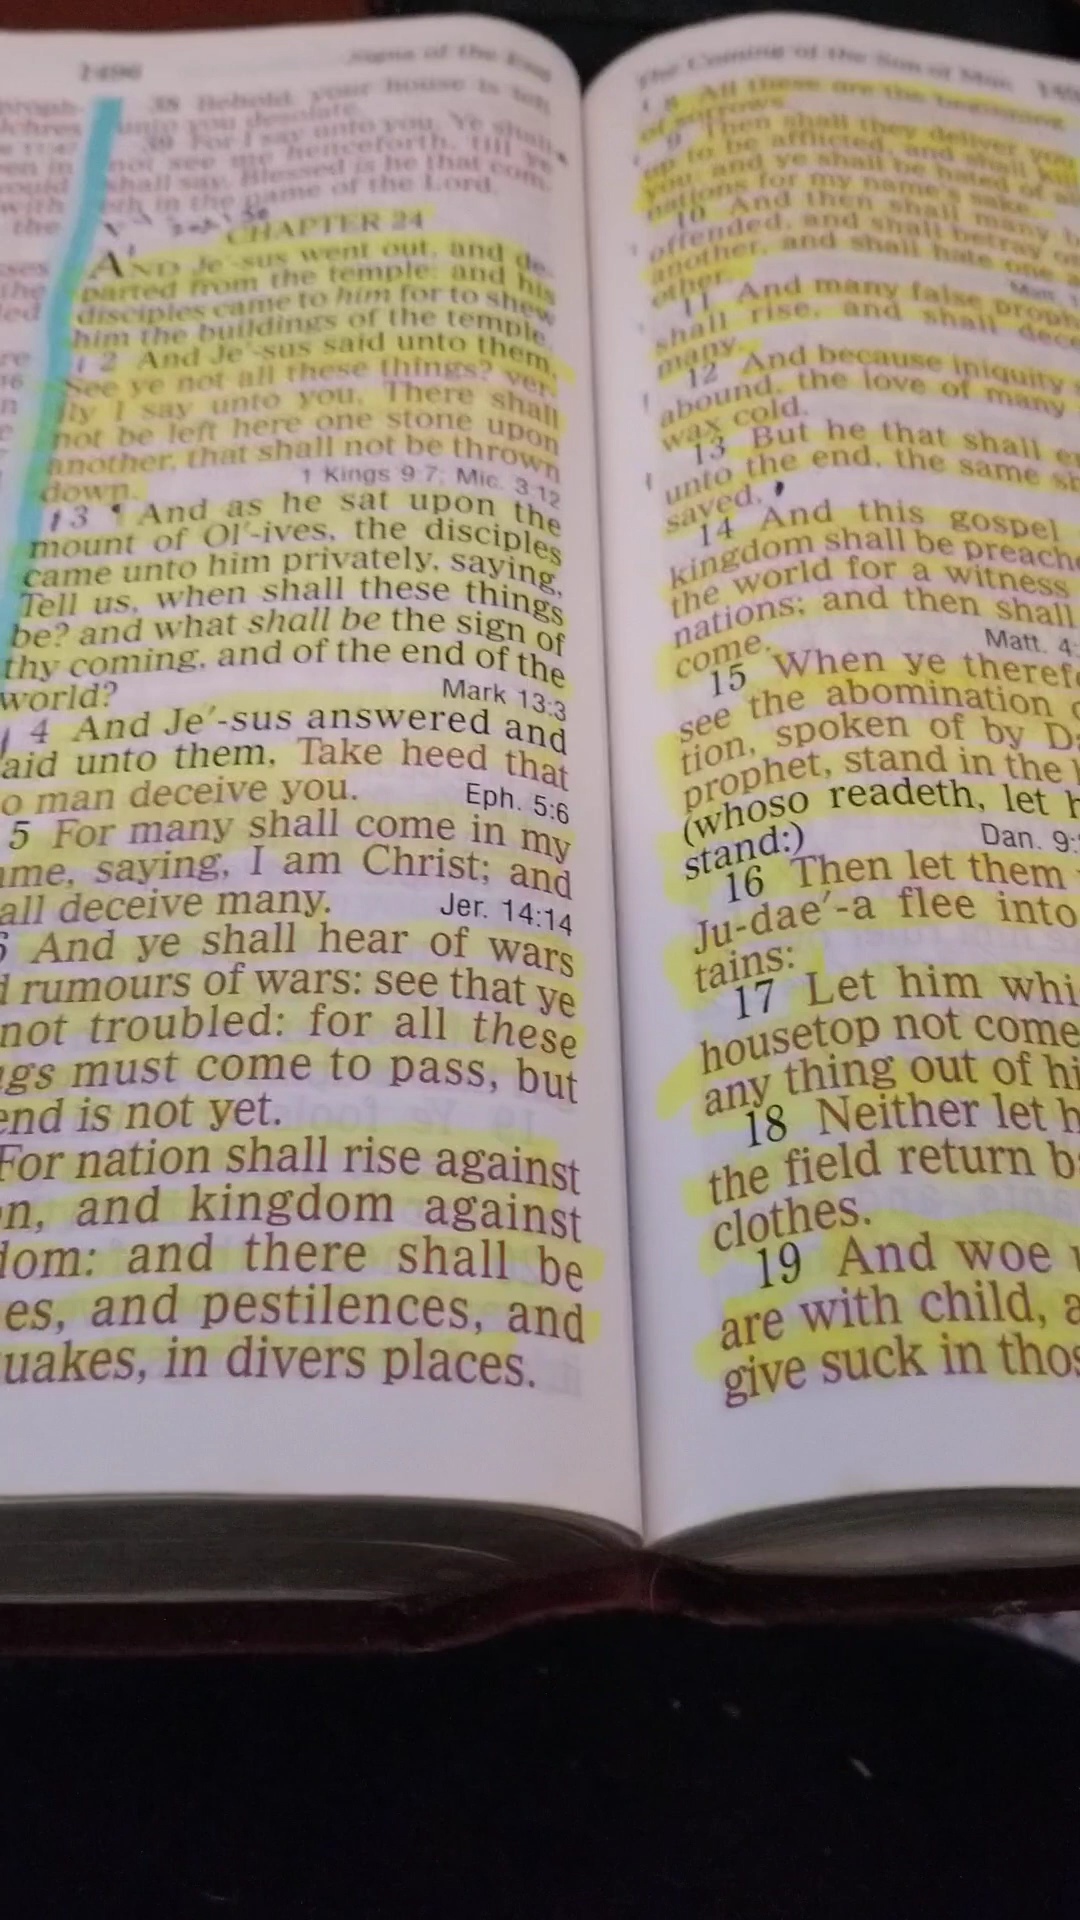 1496
Signs of the End
38 Behold, your house is left
unto you desolate.
39 For I say unto you, Ye shall
not see me henceforth, till ye
shall say, Blessed is he that com-
eth in the name of the Lord.
the
CHAPTER 24
AND Je´-sus went out, and de-
parted from the temple: and his
disciples came to him for to shew
him the buildings of the temple.
2 And Je´-sus said unto them,
See ye not all these things? ver-
ily I say unto you, There shall
not be left here one stone upon
another, that shall not be thrown
down.
1 Kings 9:7; Mic. 3:12
3 ¶ And as he sat upon the
mount of Ol´-ives, the disciples
came unto him privately, saying,
Tell us, when shall these things
be? and what shall be the sign of
thy coming, and of the end of the
world?
Mark 13:3
4 And Je´-sus answered and
aid unto them, Take heed that
o man deceive you.
Eph. 5:6
5 For many shall come in my
ame, saying, I am Christ; and
all deceive many.
Jer. 14:14
6 And ye shall hear of wars
d rumours of wars: see that ye
not troubled: for all these
ngs must come to pass, but
end is not yet.
For nation shall rise against
on, and kingdom against
dom: and there shall be
es, and pestilences, and
uakes, in divers places.
The Coming of the Son of Man
8 All these are the beginning
of sorrows.
9 Then shall they deliver you
up to be afflicted, and shall kill
you: and ye shall be hated of al
nations for my name's sake.
10 And then shall many b
offended, and shall betray on
another, and shall hate one a
other.
11 And many false proph
shall rise, and shall dece
many.
12 And because iniquity
abound, the love of many
wax cold.
13 But he that shall en
unto the end, the same sh
saved.
14 And this gospel
kingdom shall be preache
the world for a witness
nations; and then shall
come.
Matt. 4:
15 When ye therefo
see the abomination o
tion, spoken of by Da
prophet, stand in the h
(whoso readeth, let h
stand:)
Dan. 9:
16 Then let them
Ju-dae´-a flee into
tains:
17 Let him whi
housetop not come
any thing out of hi
18 Neither let h
the field return b
clothes.
19 And woe u
are with child, a
give suck in thos